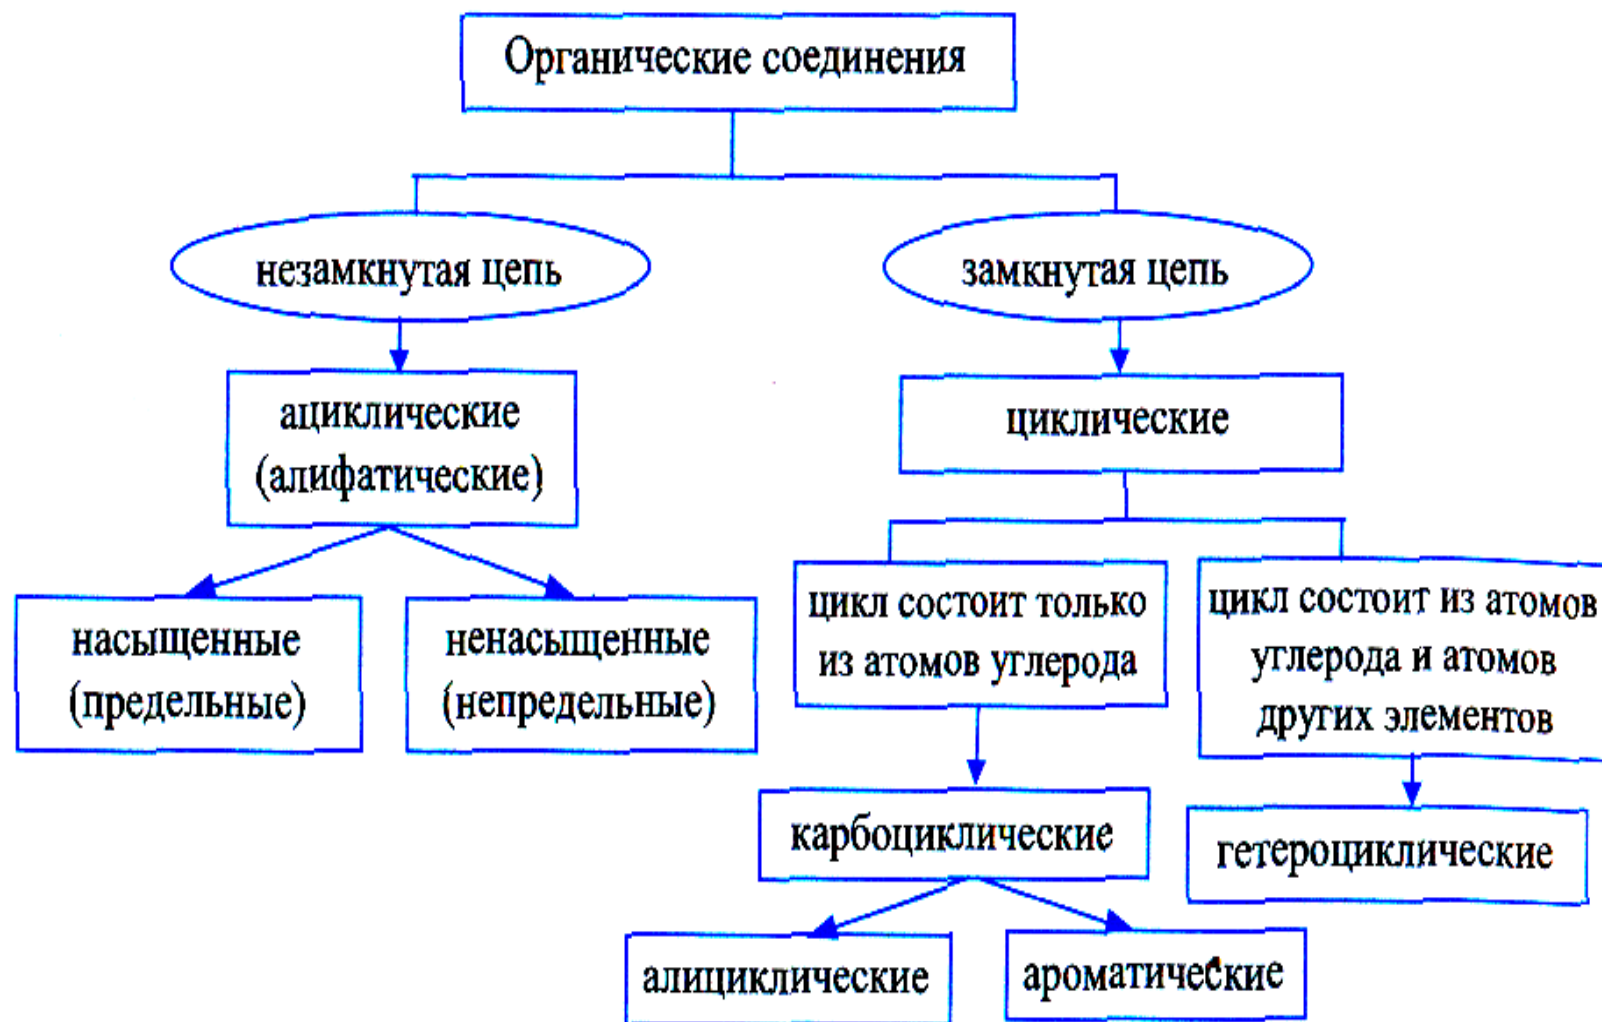 Органические соединения
незамкнутая цепь
замкнутая цепь
ациклические
(алифатические)
циклические
насыщенные
(предельные)
ненасыщенные
(непредельные)
цикл состоит только
из атомов углерода
цикл состоит из атомов
углерода и атомов
других элементов
карбоциклические
гетероциклические
алициклические
ароматические